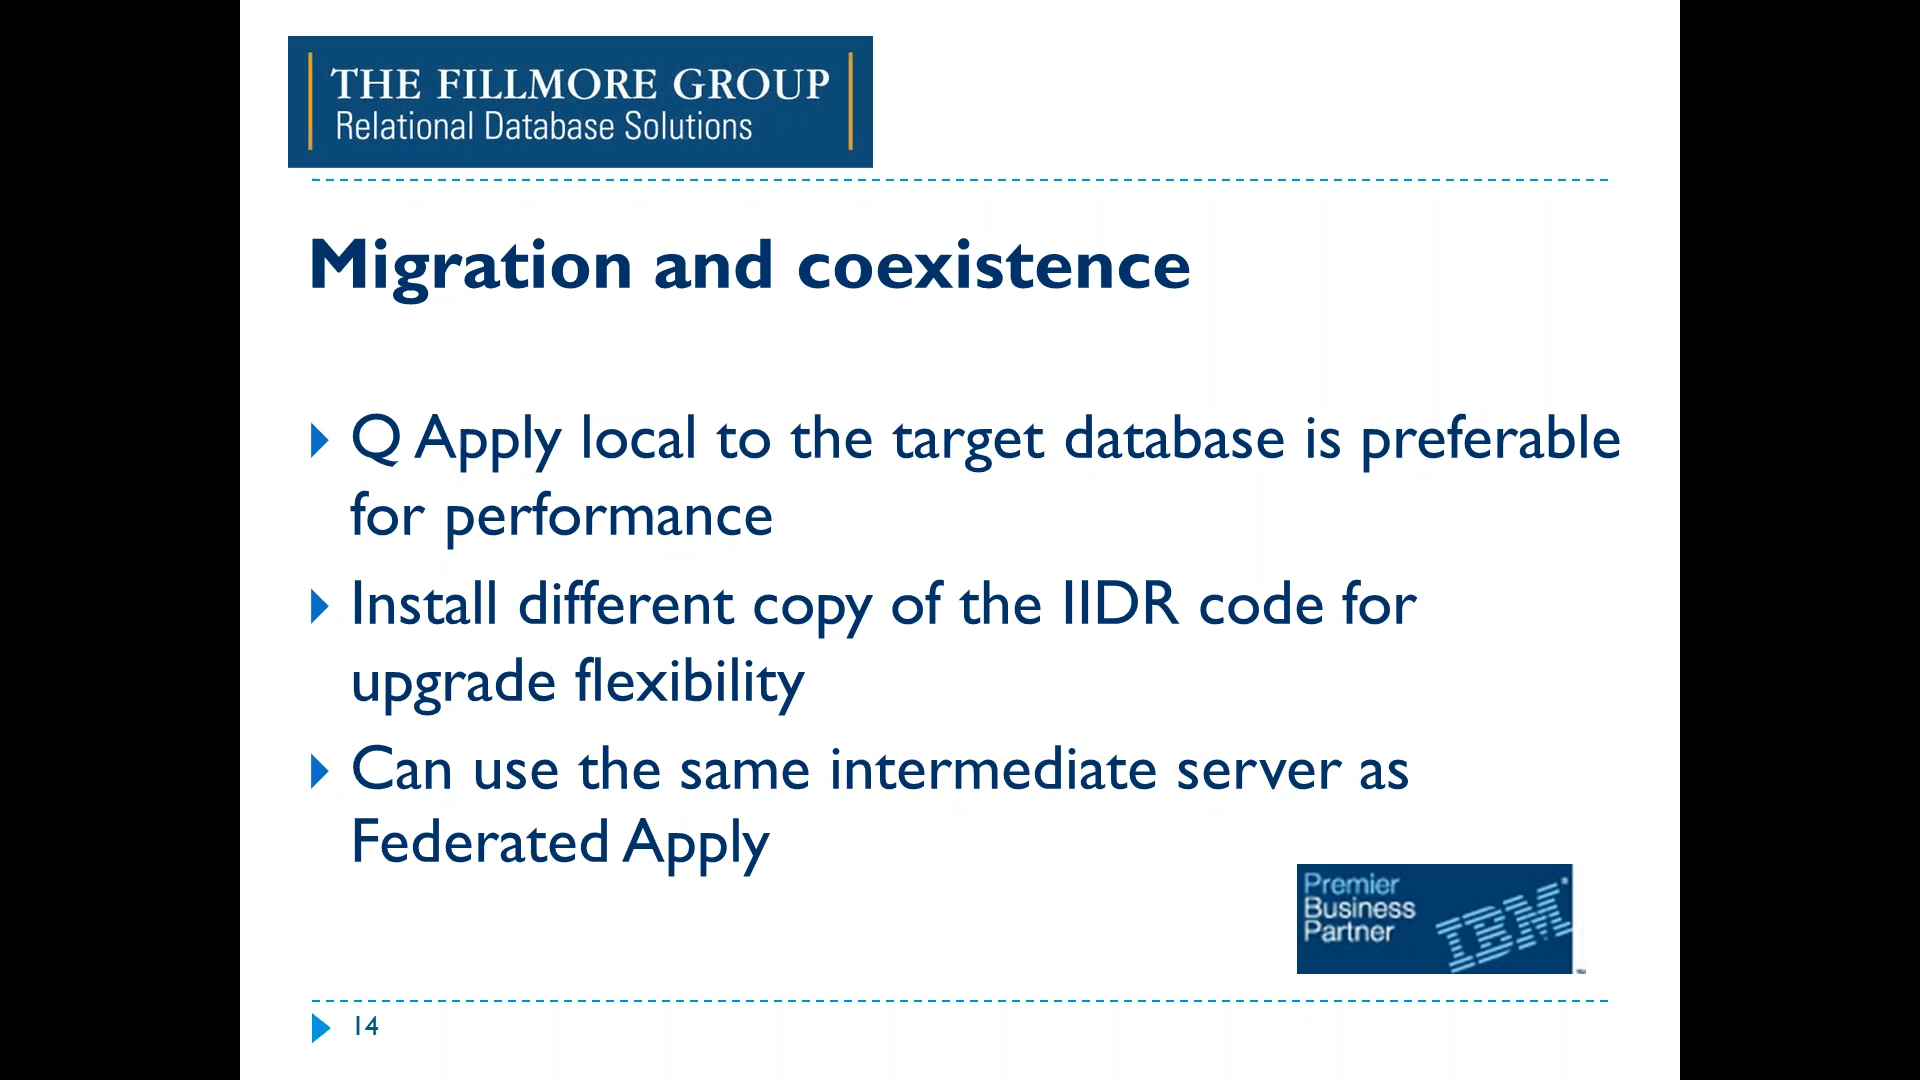 THE FILLMORE GROUP
Relational Database Solutions
Migration and coexistence
Q Apply local to the target database is preferable
for performance
Install different copy of the IIDR code for
upgrade flexibility
Can use the same intermediate server as
Federated Apply
Premier
Business
Partner
IBM
14